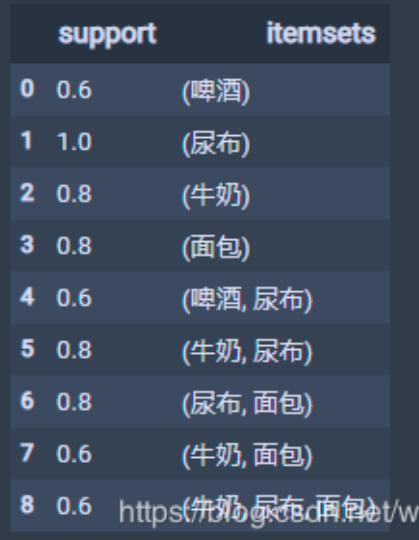 support itemsets
0 0.6 (啤酒)
1 1.0 (尿布)
2 0.8 (牛奶)
3 0.8 (面包)
4 0.6 (啤酒, 尿布)
5 0.8 (牛奶, 尿布)
6 0.8 (尿布, 面包)
7 0.6 (牛奶, 面包)
8 0.6 (牛奶, 尿布, 面包)
https://blog.csdn.net/w